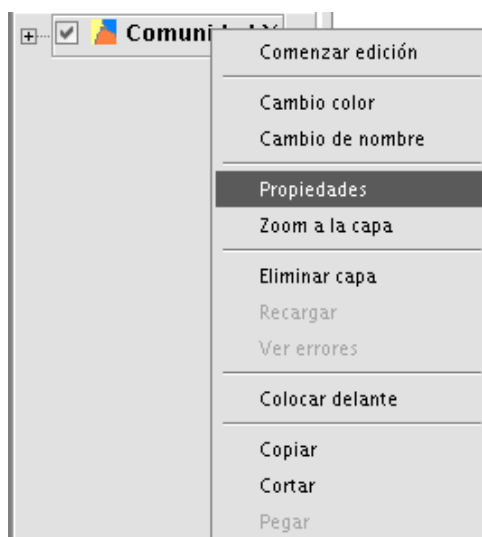 Comuni
Comenzar edición
Cambio color
Cambio de nombre
Propiedades
Zoom a la capa
Eliminar capa
Recargar
Ver errores
Colocar delante
Copiar
Cortar
Pegar